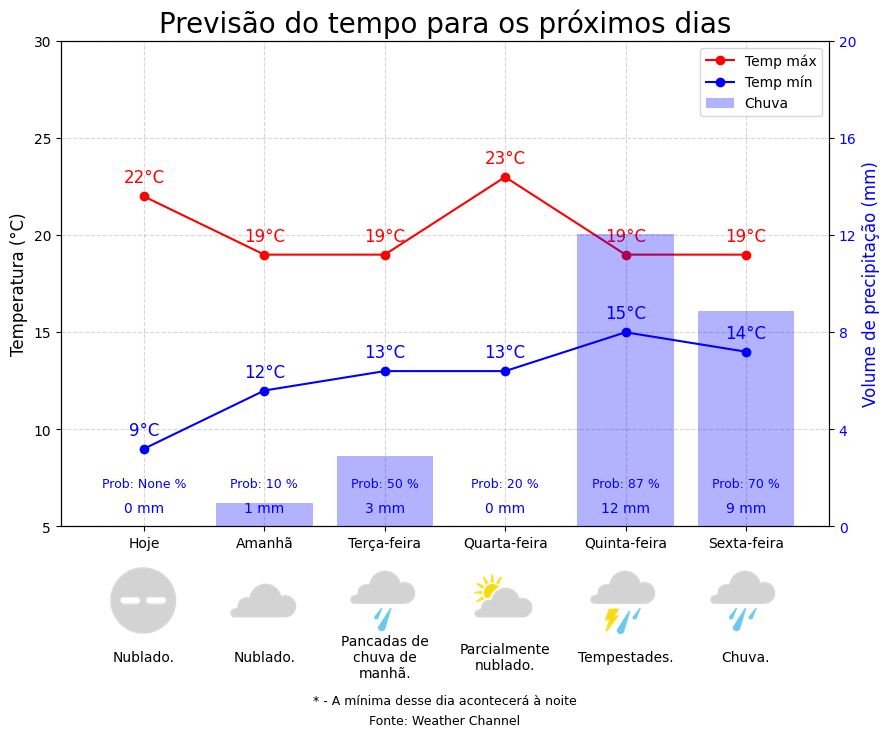 Previsão do tempo para os próximos dias
Temperatura (°C)
Volume de precipitação (mm)
30
25
20
15
10
5
20
16
12
8
4
0
Temp máx
Temp mín
Chuva
22°C
19°C
19°C
23°C
19°C
19°C
9°C
12°C
13°C
13°C
15°C
14°C
Prob: None %
Prob: 10 %
Prob: 50 %
Prob: 20 %
Prob: 87 %
Prob: 70 %
0 mm
1 mm
3 mm
0 mm
12 mm
9 mm
Hoje
Amanhã
Terça-feira
Quarta-feira
Quinta-feira
Sexta-feira
Nublado.
Nublado.
Pancadas de
chuva de
manhã.
Parcialmente
nublado.
Tempestades.
Chuva.
* - A mínima desse dia acontecerá à noite
Fonte: Weather Channel